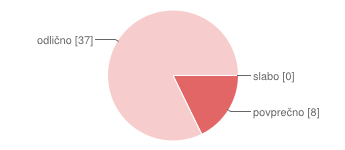 odlično [37]
slabo [0]
povprečno [8]